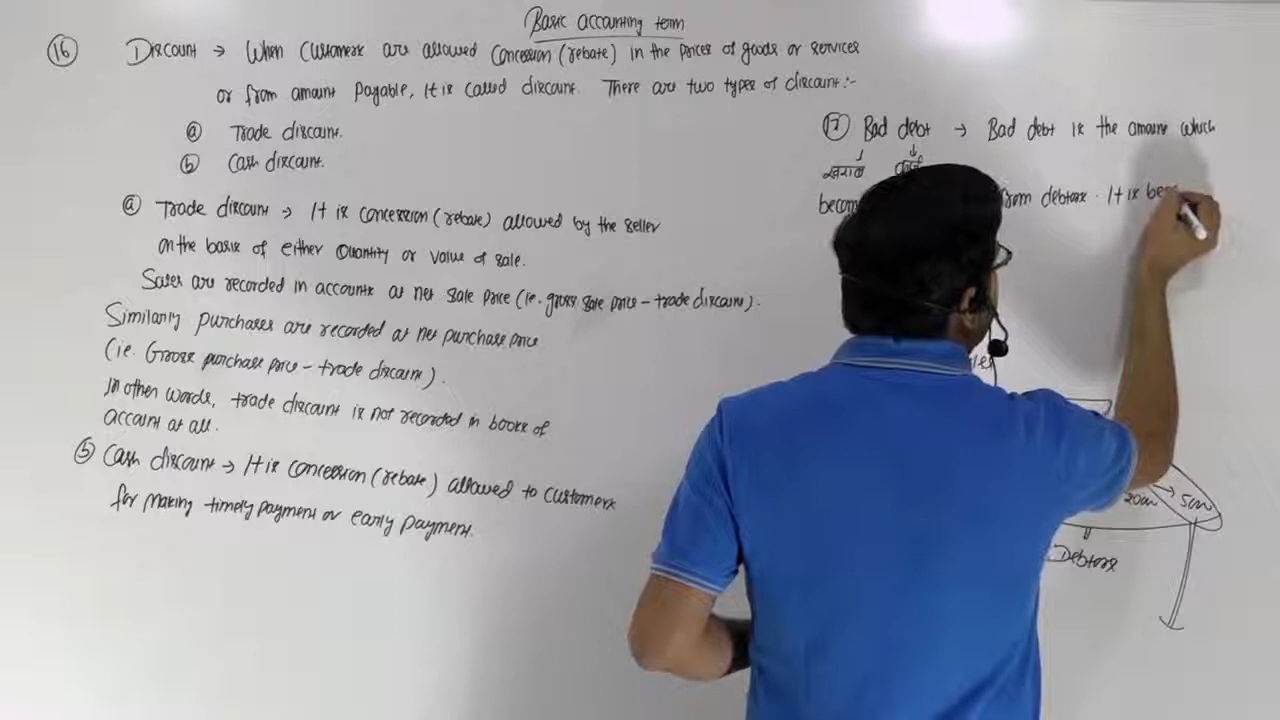 Basic accounting term
16 Discount → When customers are allowed concession (rebate) in the prices of goods or services
or from amount payable, it is called discount. There are two types of discount:-
a Trade discount.
b Cash discount.
a Trade discount → It is concession (rebate) allowed by the seller
on the basis of either quantity or value of sale.
Sales are recorded in accounts at net sale price (ie. gross sale price - trade discount).
Similarly purchases are recorded at net purchase price
(ie. Gross purchase price - trade discount).
In other words, trade discount is not recorded in books of
account at all.
b Cash discount → It is concession (rebate) allowed to customers
for making timely payment or early payment.
17 Bad debt → Bad debt is the amount which
खराब कर्ज
becom from debtors. It is bec
Debtors